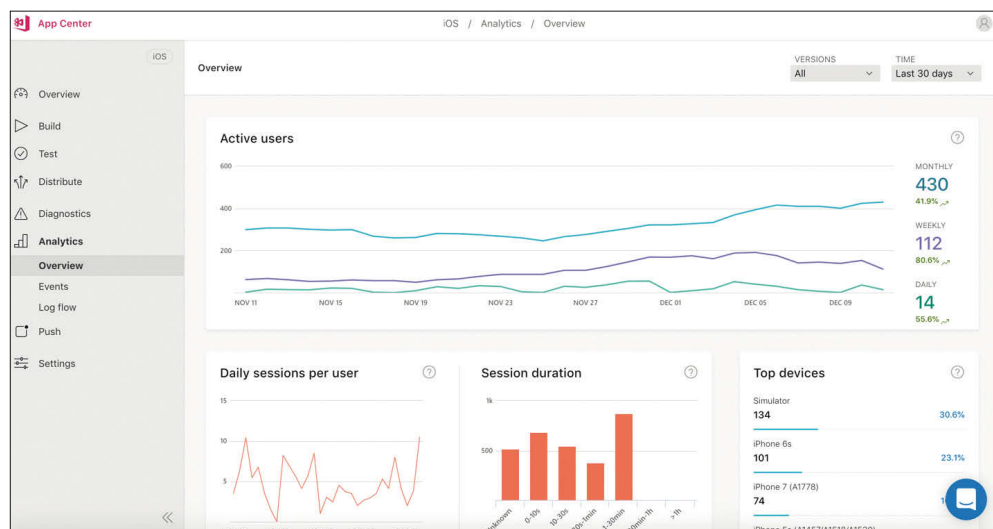 App Center
iOS / Analytics / Overview
iOS
Overview
Build
Test
Distribute
Diagnostics
Analytics
Overview
Events
Log flow
Push
Settings
Overview
VERSIONS
All
TIME
Last 30 days
Active users
600
400
200
NOV 11 NOV 15 NOV 19 NOV 23 NOV 27 DEC 01 DEC 05 DEC 09
MONTHLY
430
41.9%
WEEKLY
112
80.6%
DAILY
14
55.6%
Daily sessions per user
15
10
5
Session duration
1k
500
0-10s 10-30s 1-30min >1h
Top devices
Simulator
134 30.6%
iPhone 6s
101 23.1%
iPhone 7 (A1778)
74